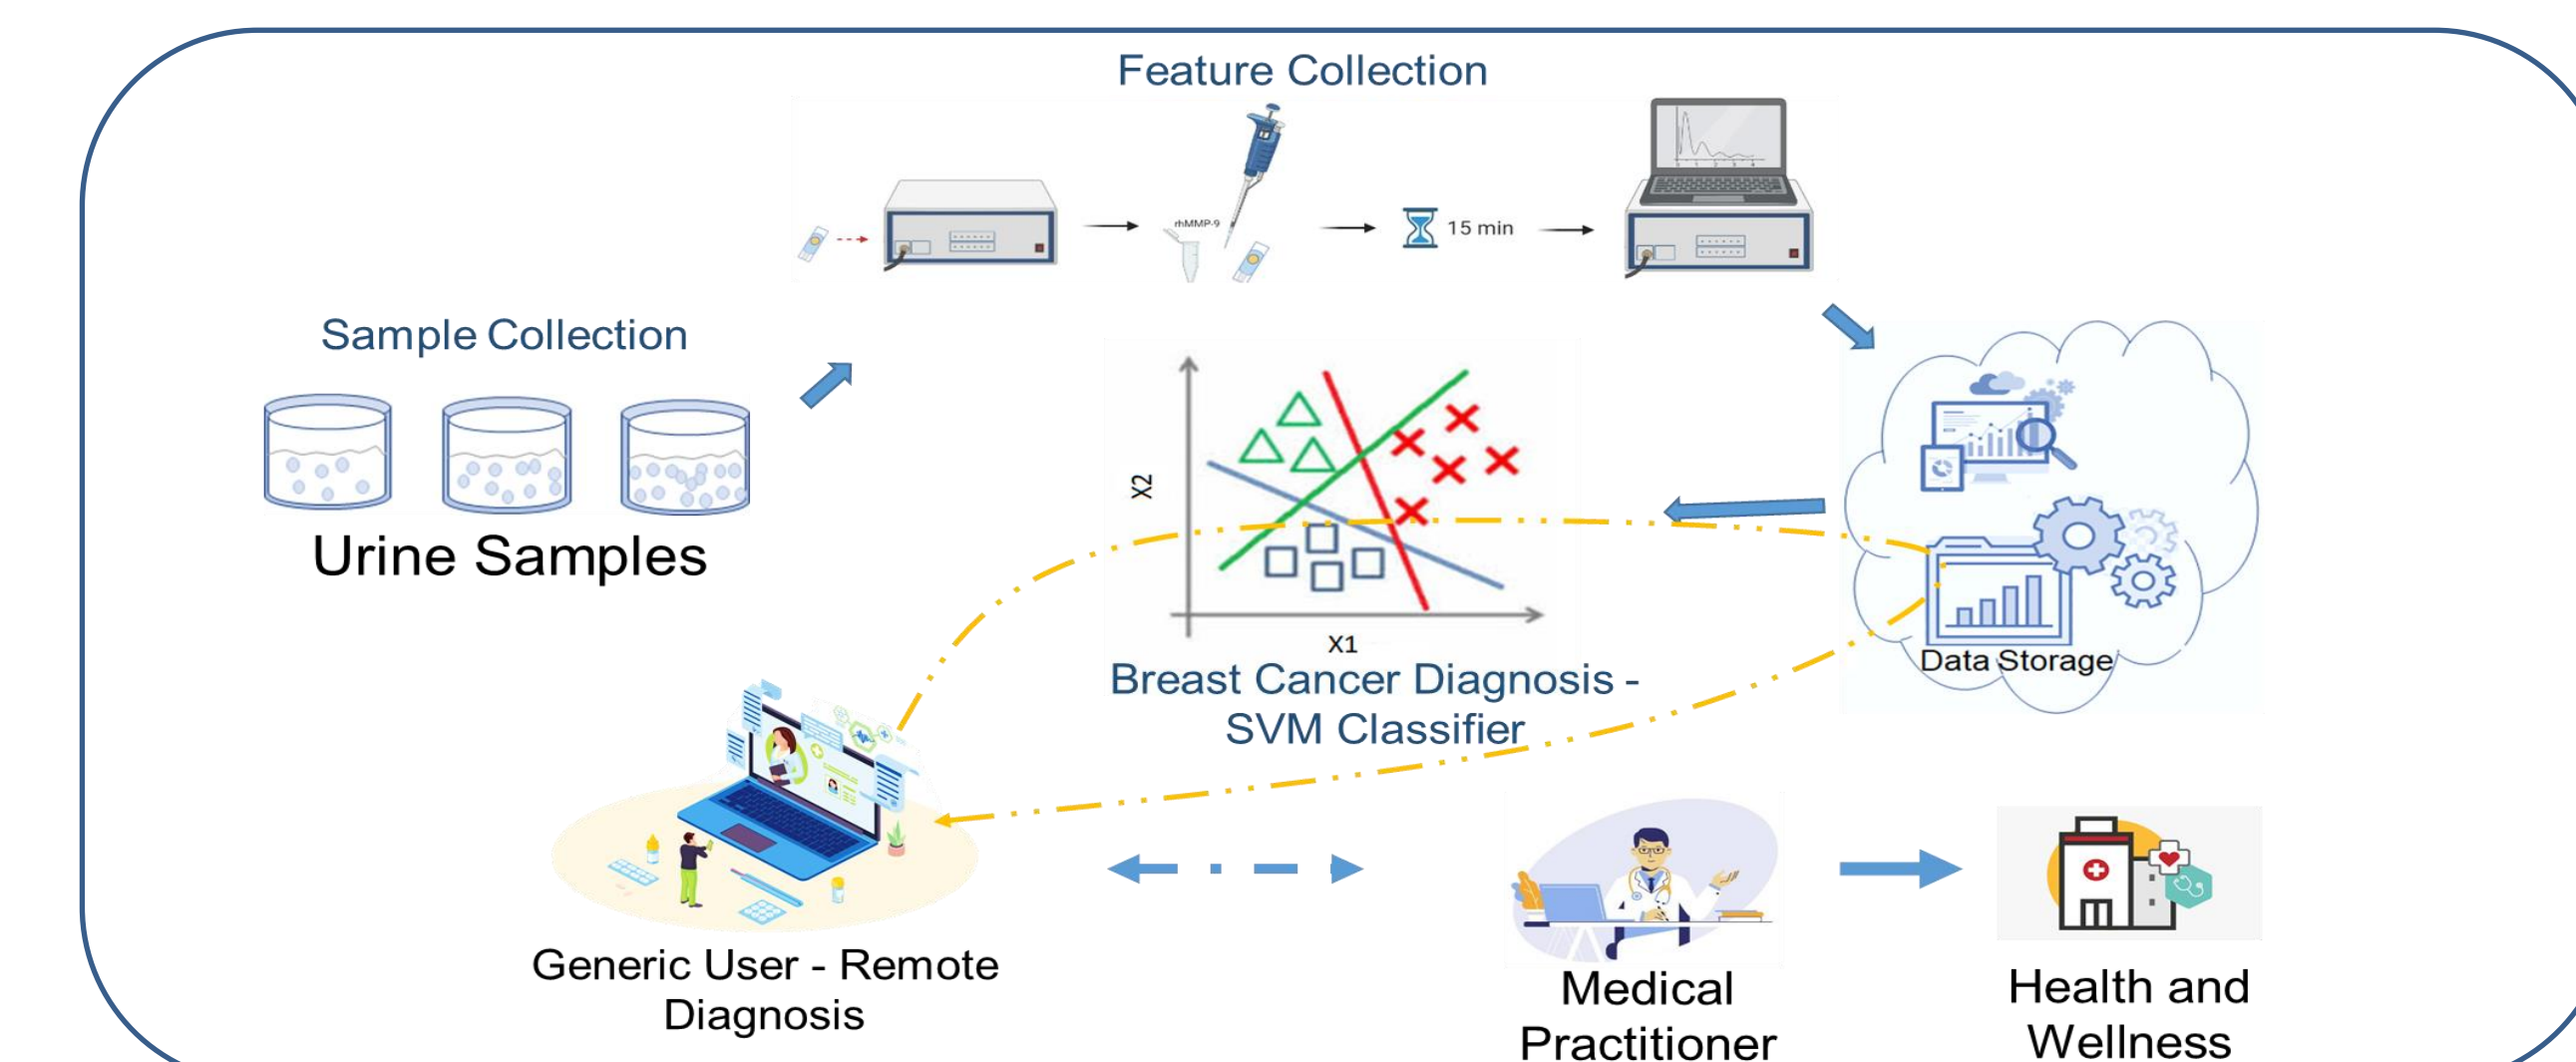 Feature Collection
rhMMP-9
15 min
Sample Collection
Urine Samples
X2
X1
Breast Cancer Diagnosis -
SVM Classifier
Data Storage
Generic User - Remote
Diagnosis
Medical
Practitioner
Health and
Wellness